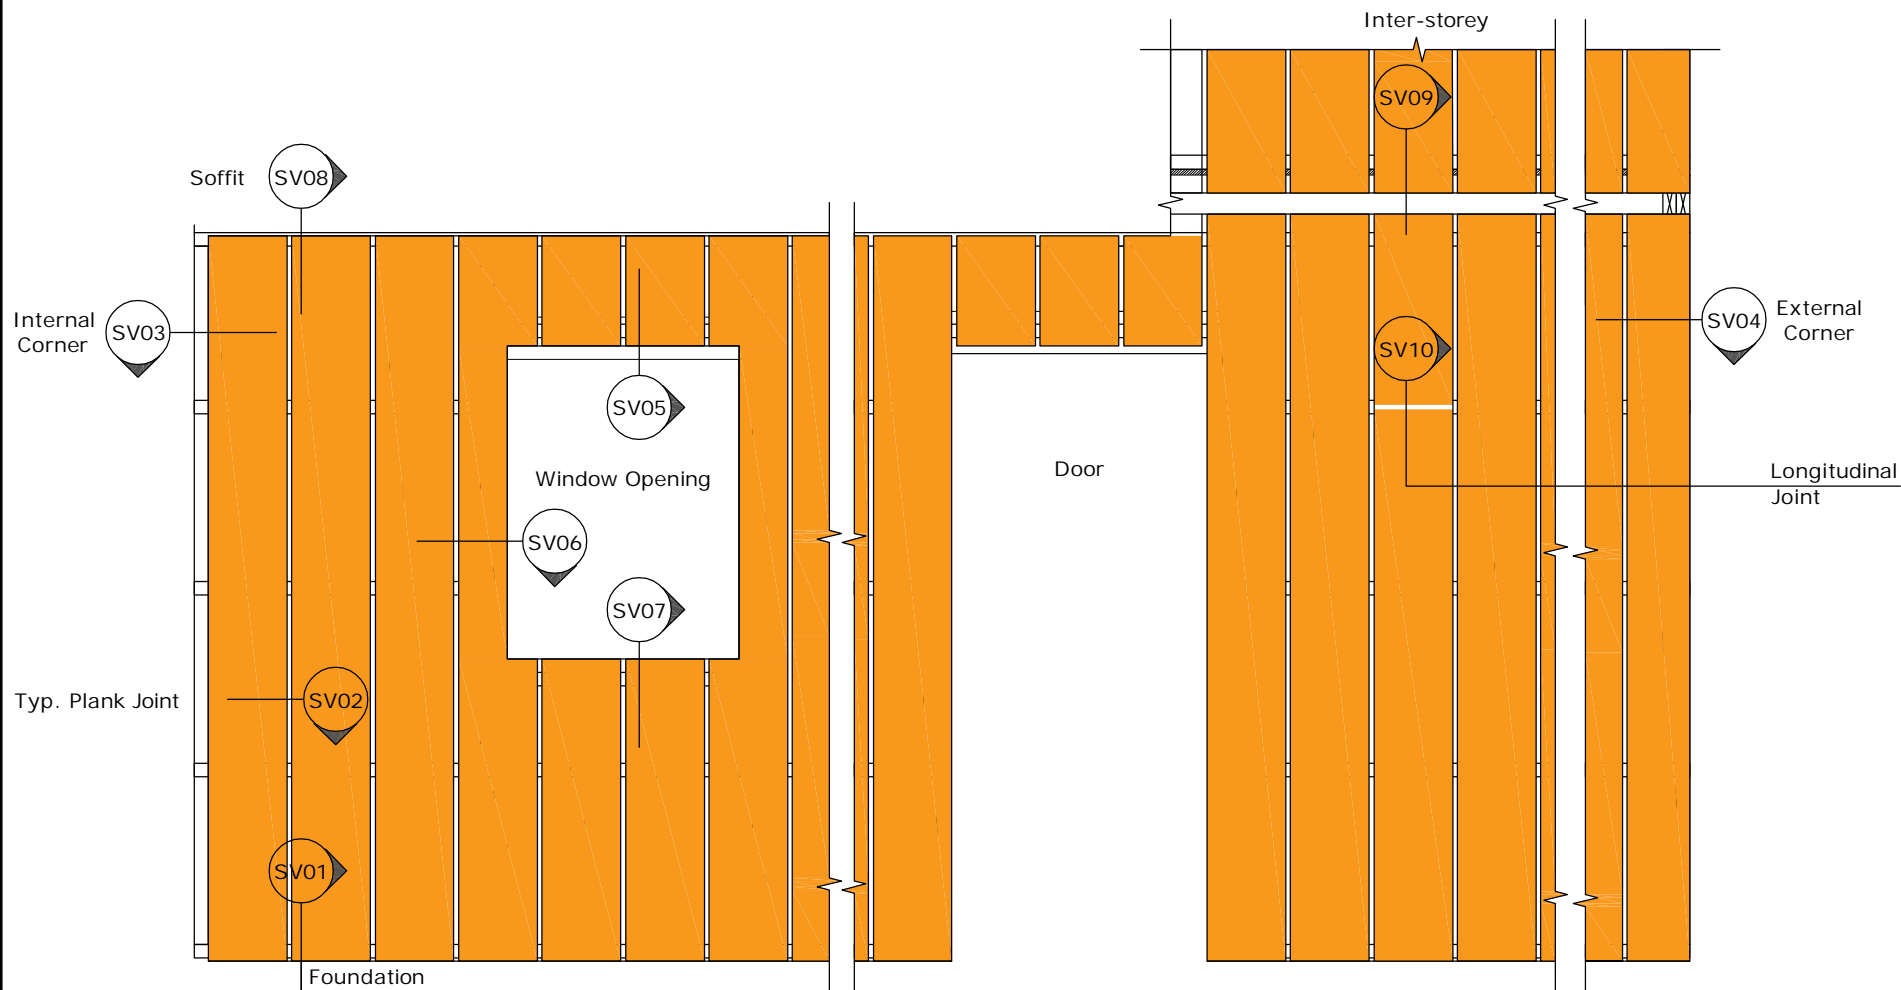 Inter-storey
SV09
Soffit
SV08
Internal
Corner
SV03
SV10
SV04
External
Corner
SV05
Window Opening
Door
Longitudinal
Joint
SV06
SV07
Typ. Plank Joint
SV02
SV01
Foundation